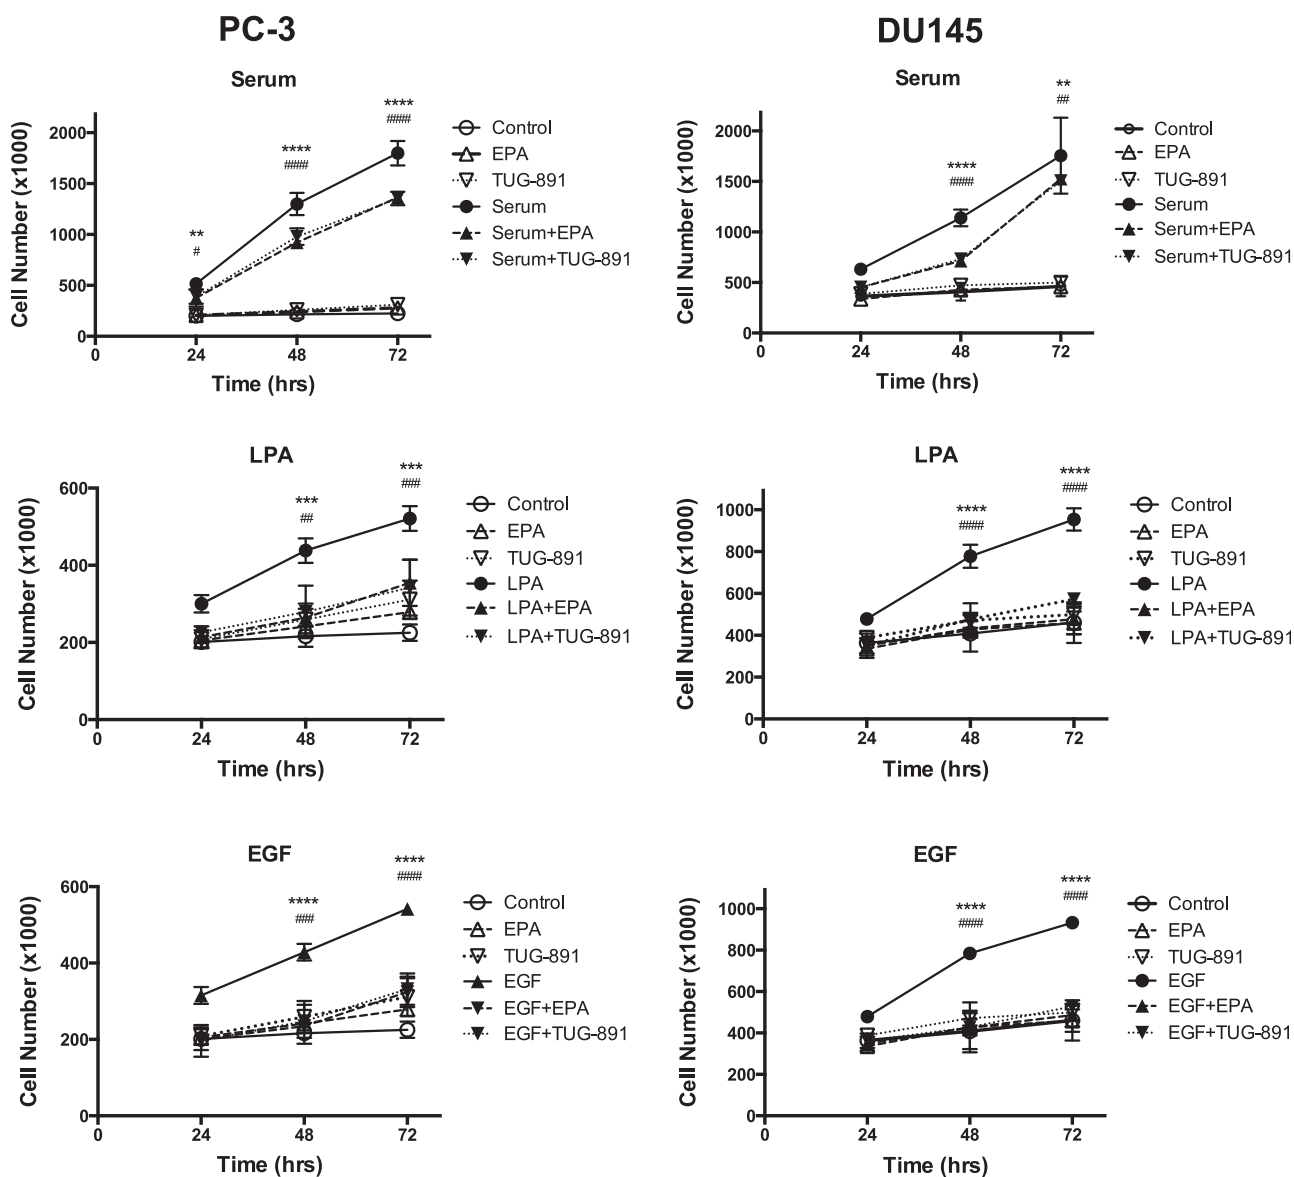 PC-3
DU145
Serum
Cell Number (x1000)
2000
1500
1000
500
0
0
24
48
72
Time (hrs)
**
#
****
####
****
####
Control
EPA
TUG-891
Serum
Serum+EPA
Serum+TUG-891
Serum
Cell Number (x1000)
2000
1500
1000
500
0
0
24
48
72
Time (hrs)
****
####
**
##
Control
EPA
TUG-891
Serum
Serum+EPA
Serum+TUG-891
LPA
Cell Number (x1000)
600
400
200
0
0
24
48
72
Time (hrs)
***
##
***
###
Control
EPA
TUG-891
LPA
LPA+EPA
LPA+TUG-891
LPA
Cell Number (x1000)
1000
800
600
400
200
0
0
24
48
72
Time (hrs)
****
####
****
####
Control
EPA
TUG-891
LPA
LPA+EPA
LPA+TUG-891
EGF
Cell Number (x1000)
600
400
200
0
0
24
48
72
Time (hrs)
****
###
****
####
Control
EPA
TUG-891
EGF
EGF+EPA
EGF+TUG-891
EGF
Cell Number (x1000)
1000
800
600
400
200
0
0
24
48
72
Time (hrs)
****
####
****
####
Control
EPA
TUG-891
EGF
EGF+EPA
EGF+TUG-891